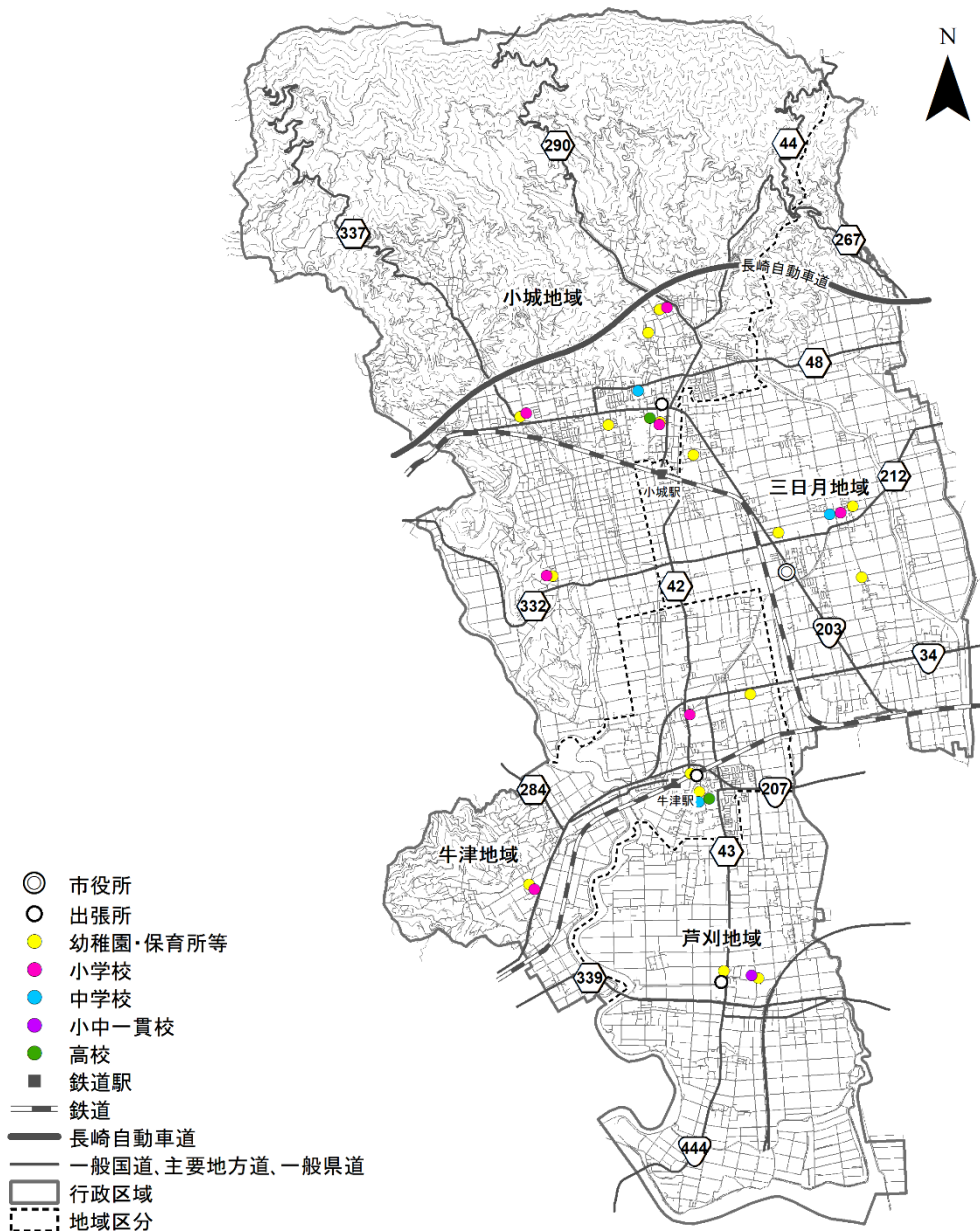 N
44
290
337
267
長崎自動車道
小城地域
48
212
三日月地域
小城駅
42
332
203
34
284
207
牛津駅
43
牛津地域
芦刈地域
339
444
市役所
出張所
幼稚園・保育所等
小学校
中学校
小中一貫校
高校
鉄道駅
鉄道
長崎自動車道
一般国道、主要地方道、一般県道
行政区域
地域区分